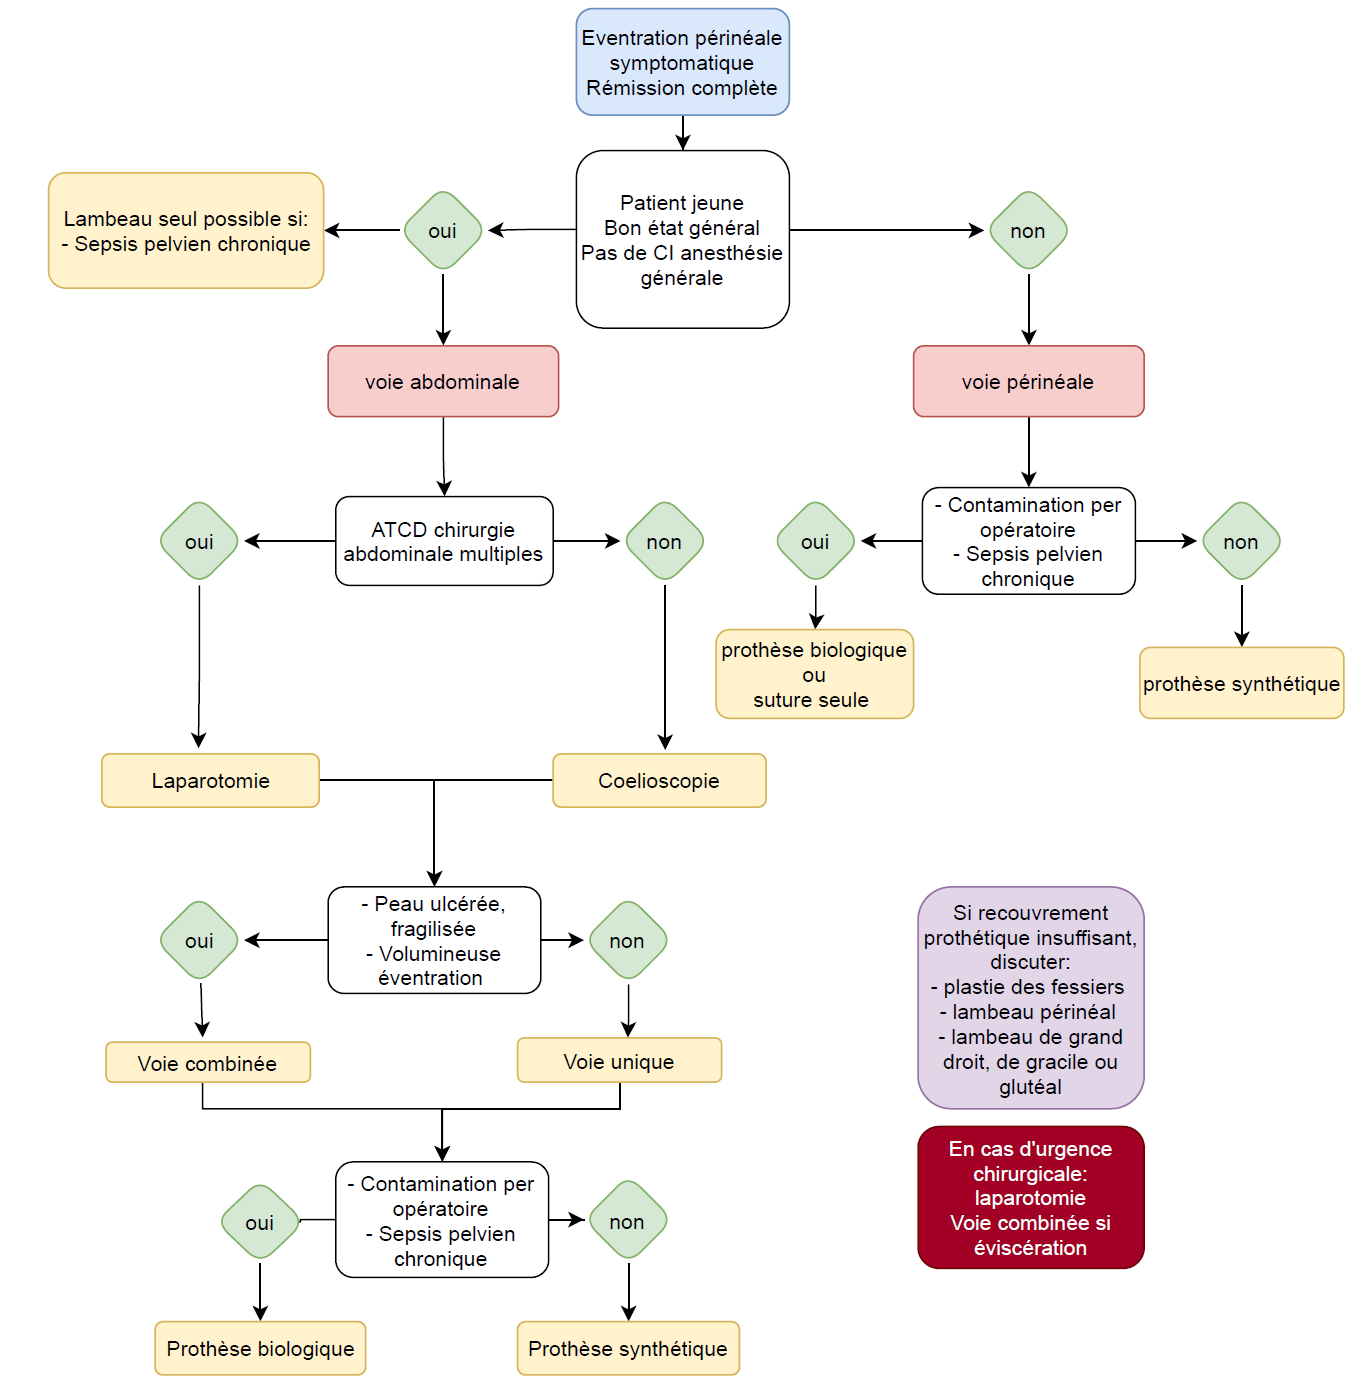 Eventration périnéale
symptomatique
Rémission complète
Patient jeune
Bon état général
Pas de CI anesthésie
générale
oui
non
Lambeau seul possible si:
- Sepsis pelvien chronique
voie abdominale
voie périnéale
ATCD chirurgie
abdominale multiples
oui
non
- Contamination per
opératoire
- Sepsis pelvien
chronique
oui
non
prothèse biologique
ou
suture seule
prothèse synthétique
Laparotomie
Coelioscopie
- Peau ulcérée,
fragilisée
- Volumineuse
éventration
oui
non
Voie combinée
Voie unique
- Contamination per
opératoire
- Sepsis pelvien
chronique
oui
non
Prothèse biologique
Prothèse synthétique
Si recouvrement
prothétique insuffisant,
discuter:
- plastie des fessiers
- lambeau périnéal
- lambeau de grand
droit, de gracile ou
glutéal
En cas d'urgence
chirurgicale:
laparotomie
Voie combinée si
éviscération